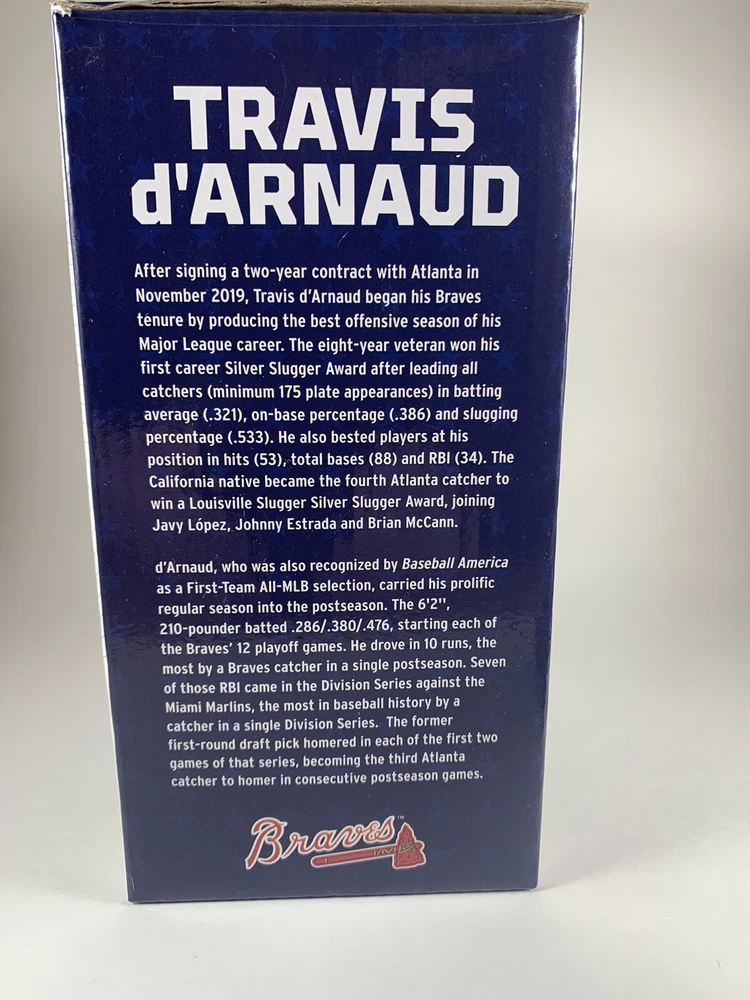 TRAVIS
d'ARNAUD
After signing a two-year contract with Atlanta in
November 2019, Travis d'Arnaud began his Braves
tenure by producing the best offensive season of his
Major League career. The eight-year veteran won his
first career Silver Slugger Award after leading all
catchers (minimum 175 plate appearances) in batting
average (.321), on-base percentage (.386) and slugging
percentage (.533). He also bested players at his
position in hits (53), total bases (88) and RBI (34). The
California native became the fourth Atlanta catcher to
win a Louisville Slugger Silver Slugger Award, joining
Javy López, Johnny Estrada and Brian McCann.
d'Arnaud, who was also recognized by Baseball America
as a First-Team All-MLB selection, carried his prolific
regular season into the postseason. The 6'2",
210-pounder batted .286/.380/.476, starting each of
the Braves' 12 playoff games. He drove in 10 runs, the
most by a Braves catcher in a single postseason. Seven
of those RBI came in the Division Series against the
Miami Marlins, the most in baseball history by a
catcher in a single Division Series. The former
first-round draft pick homered in each of the first two
games of that series, becoming the third Atlanta
catcher to homer in consecutive postseason games.
Braves™